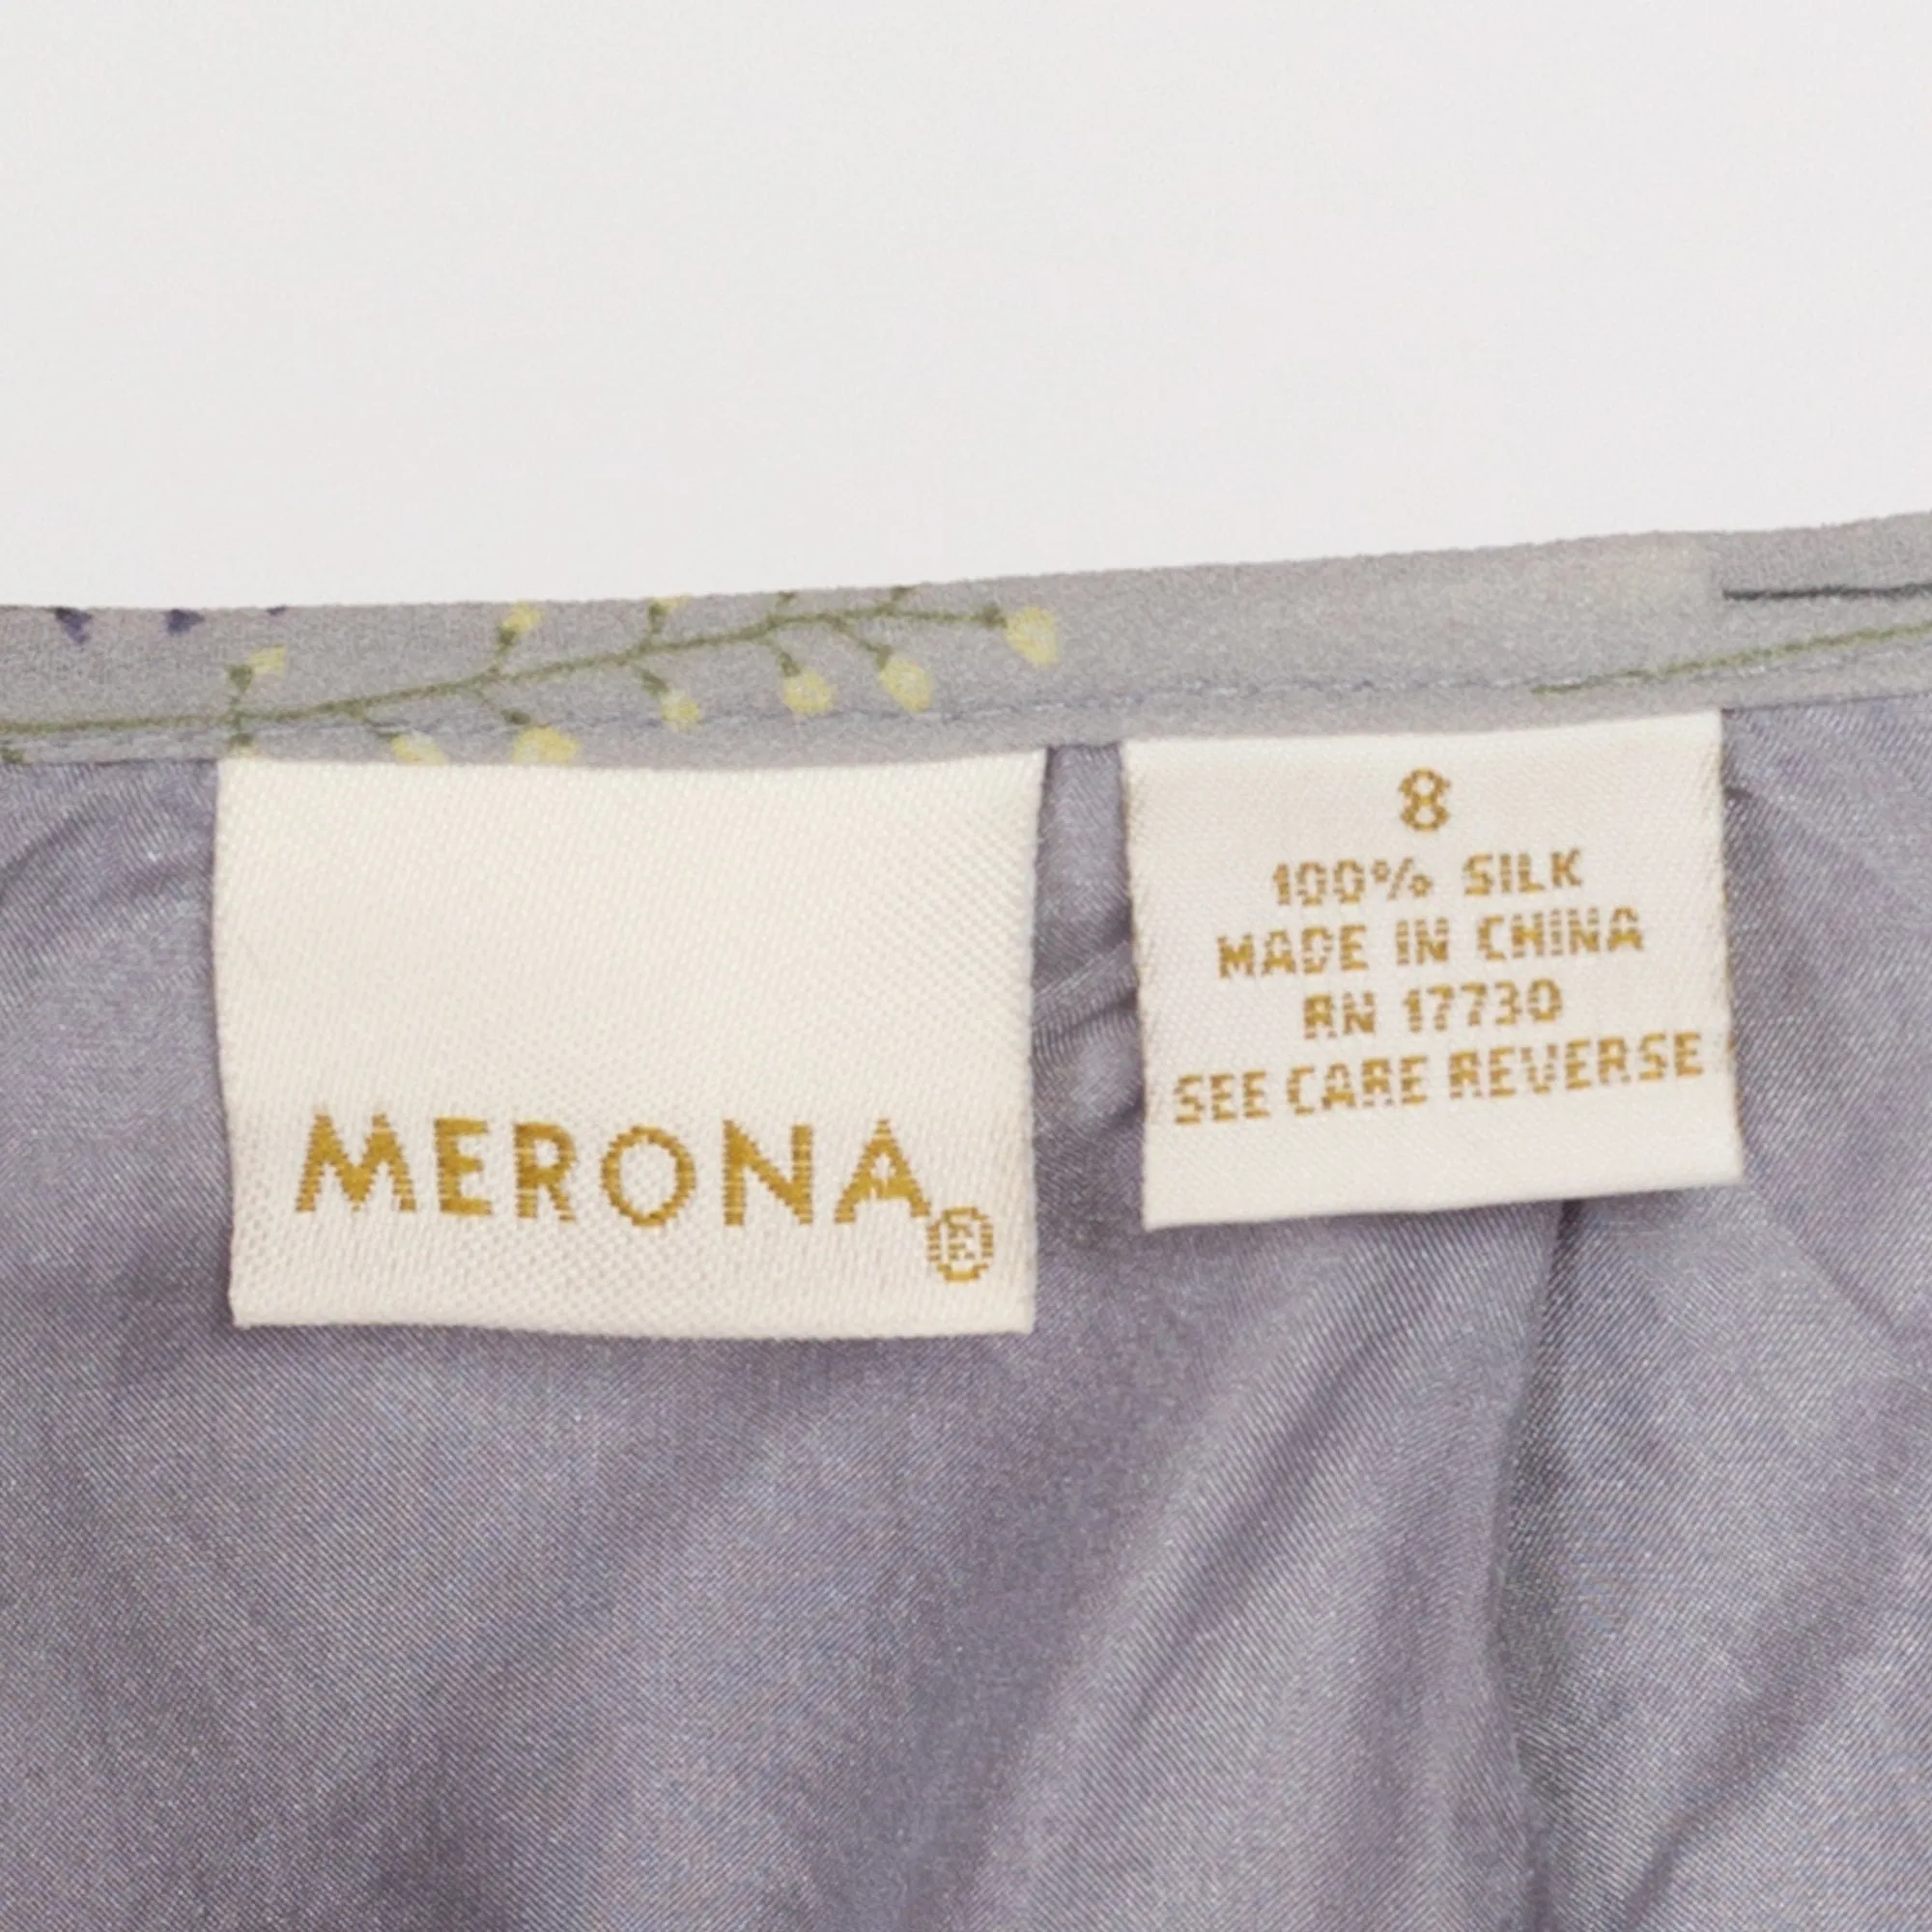 MERONA®
8
100% SILK
MADE IN CHINA
RN 17730
SEE CARE REVERSE